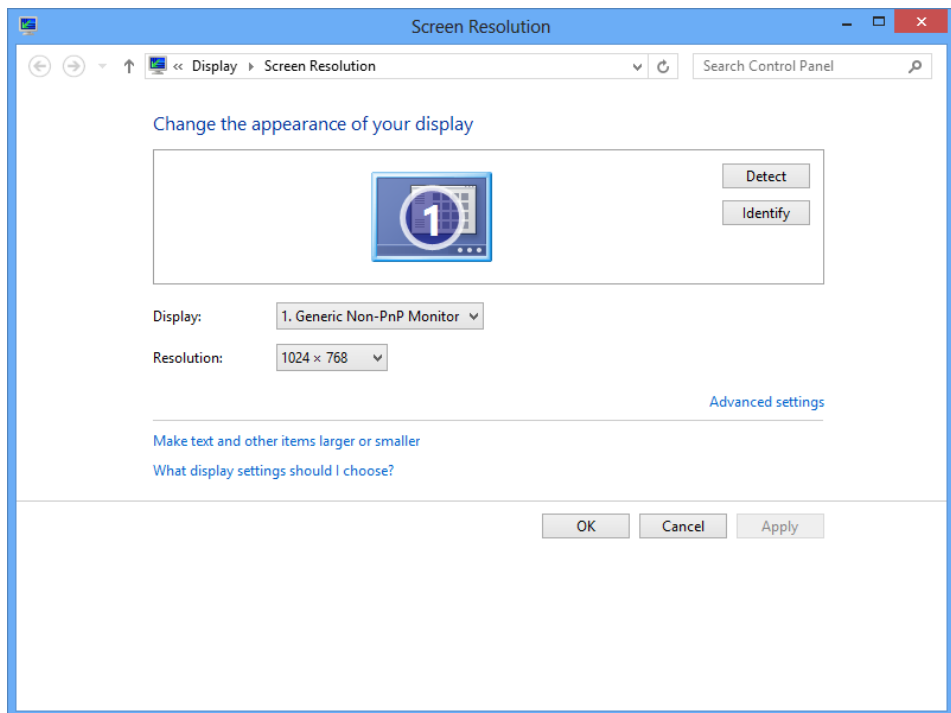 Screen Resolution
« Display Screen Resolution Search Control Panel
Change the appearance of your display
1
Detect
Identify
Display: 1. Generic Non-PnP Monitor
Resolution: 1024 × 768
Advanced settings
Make text and other items larger or smaller
What display settings should I choose?
OK Cancel Apply